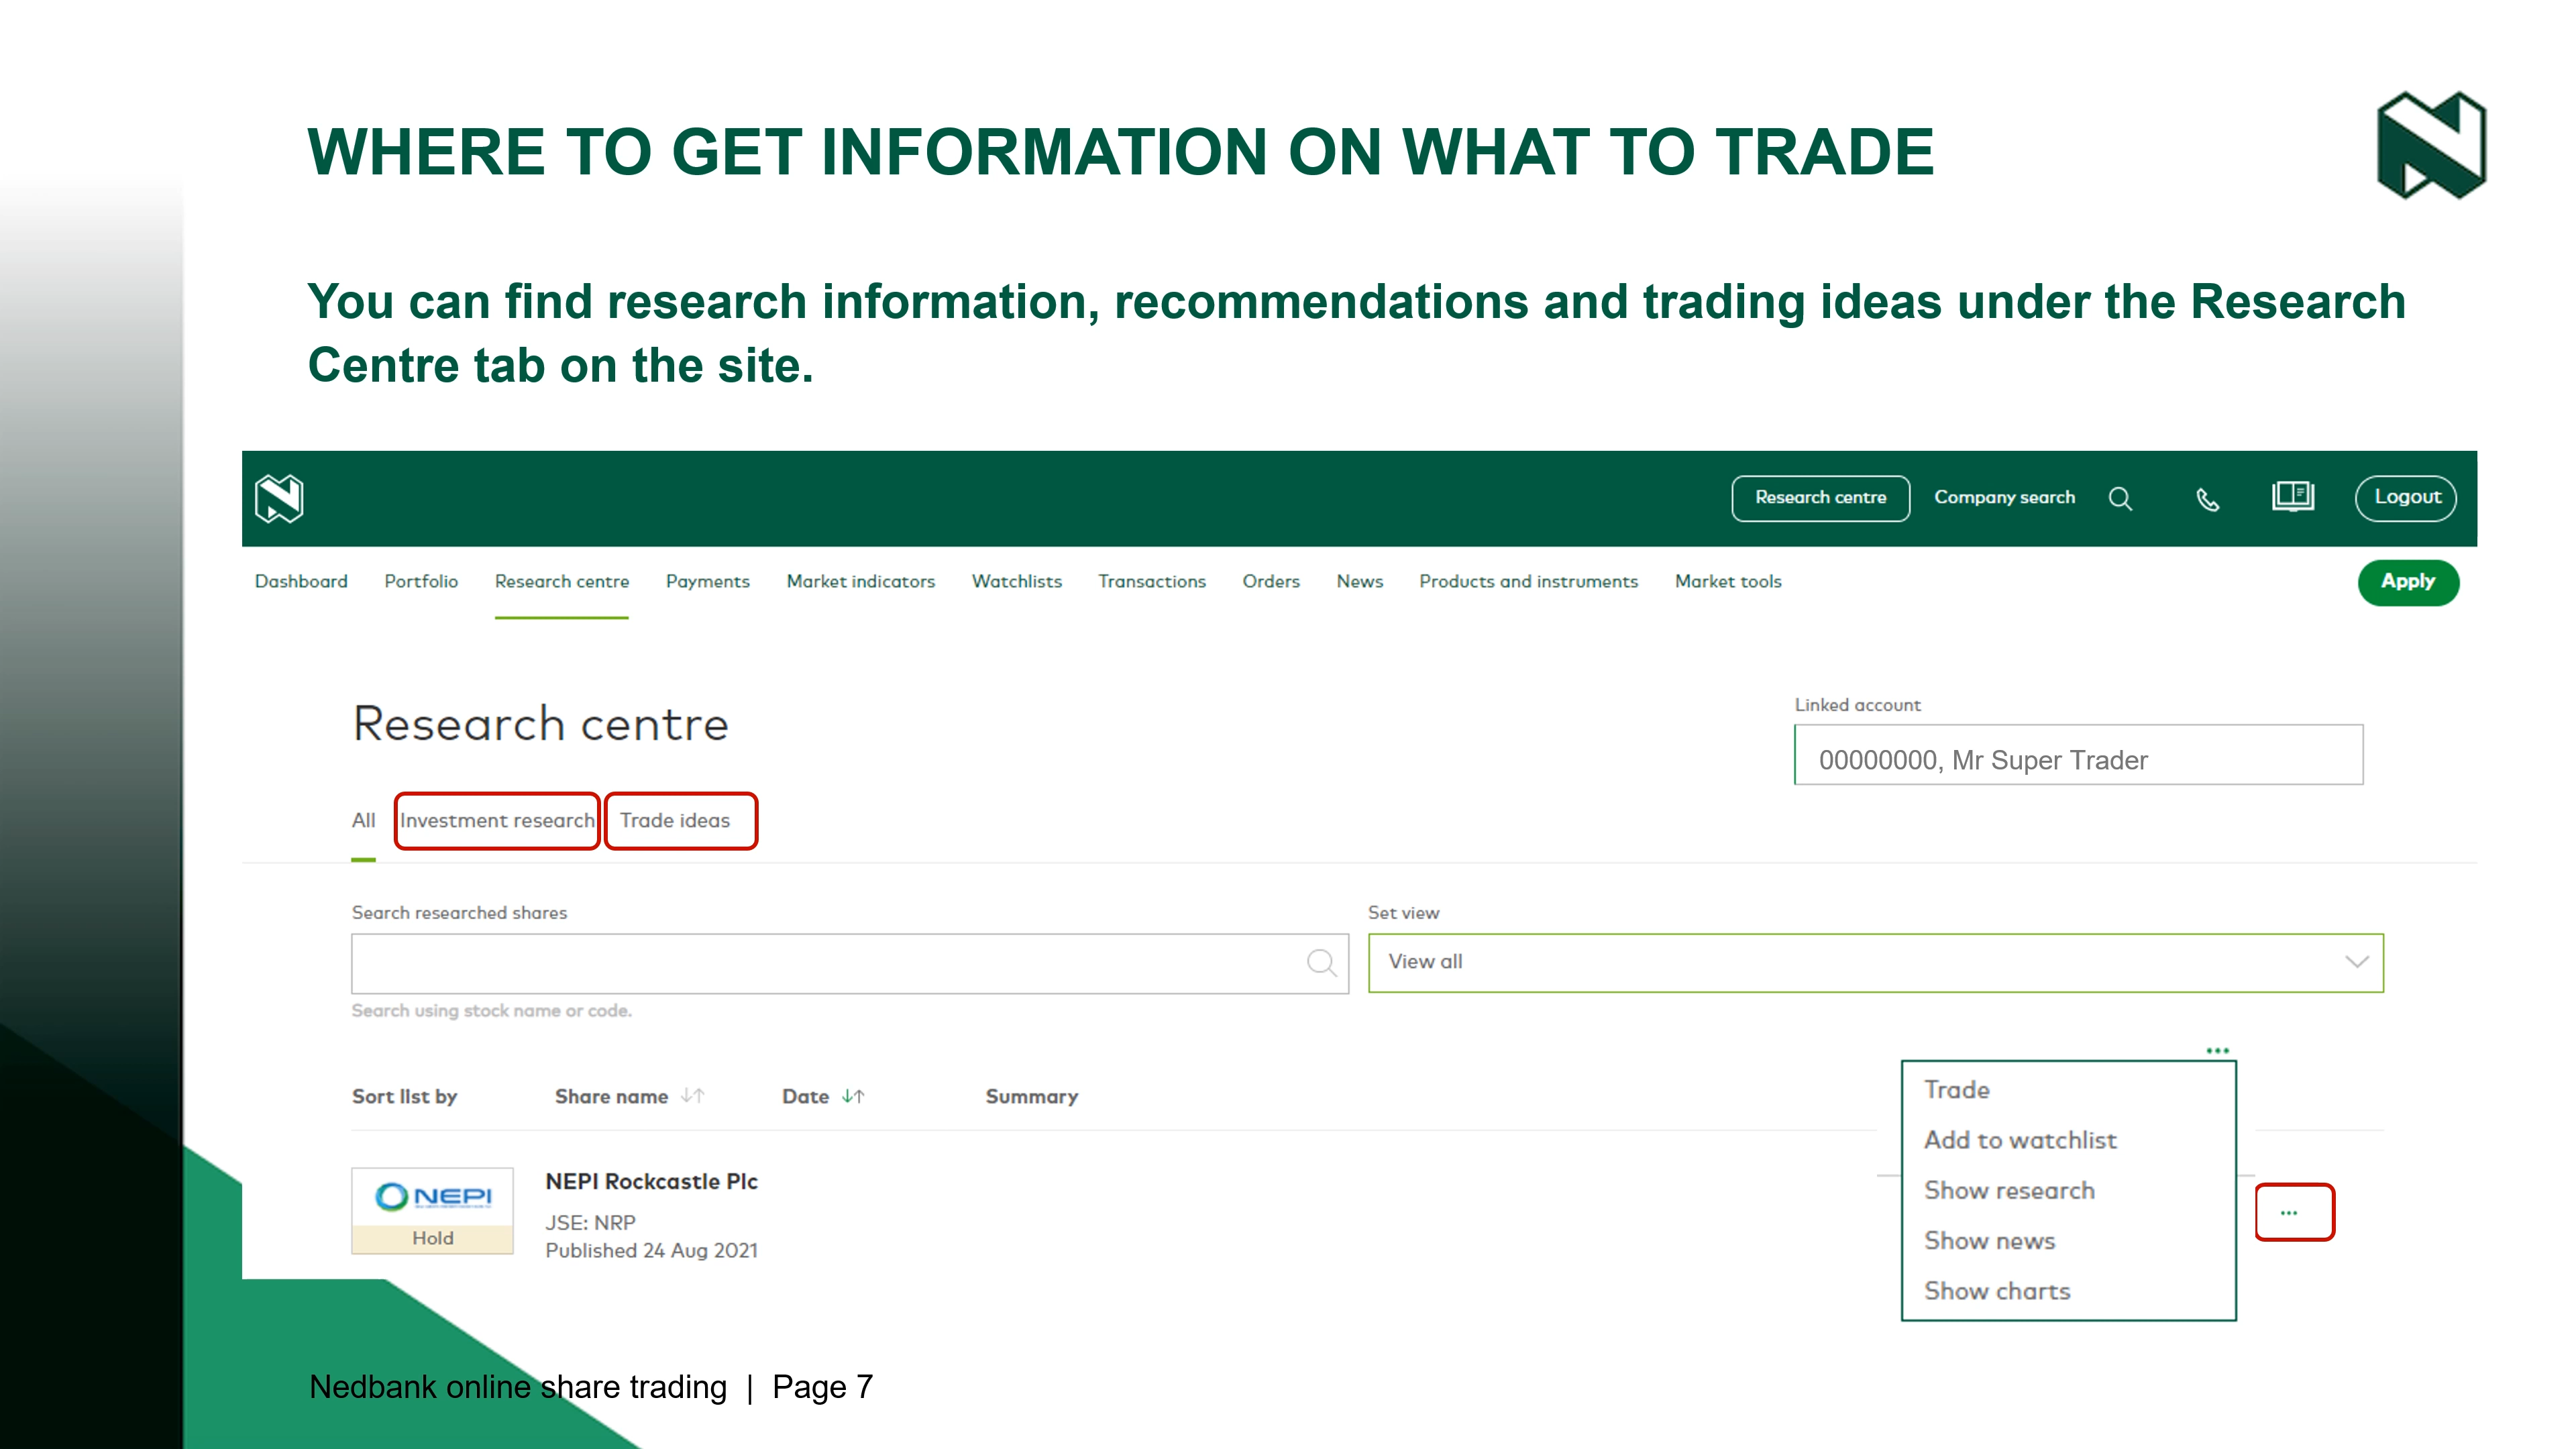 WHERE TO GET INFORMATION ON WHAT TO TRADE
You can find research information, recommendations and trading ideas under the Research
Centre tab on the site.
Research centre Company search Logout
Dashboard Portfolio Research centre Payments Market indicators Watchlists Transactions Orders News Products and instruments Market tools Apply
Research centre
Linked account
00000000, Mr Super Trader
All Investment research Trade ideas
Search researched shares Set view
View all
Search using stock name or code.
Sort list by Share name Date Summary
Trade
Add to watchlist
Show research
Show news
Show charts
NEPI
Hold
NEPI Rockcastle Plc
JSE: NRP
Published 24 Aug 2021
...
Nedbank online share trading | Page 7